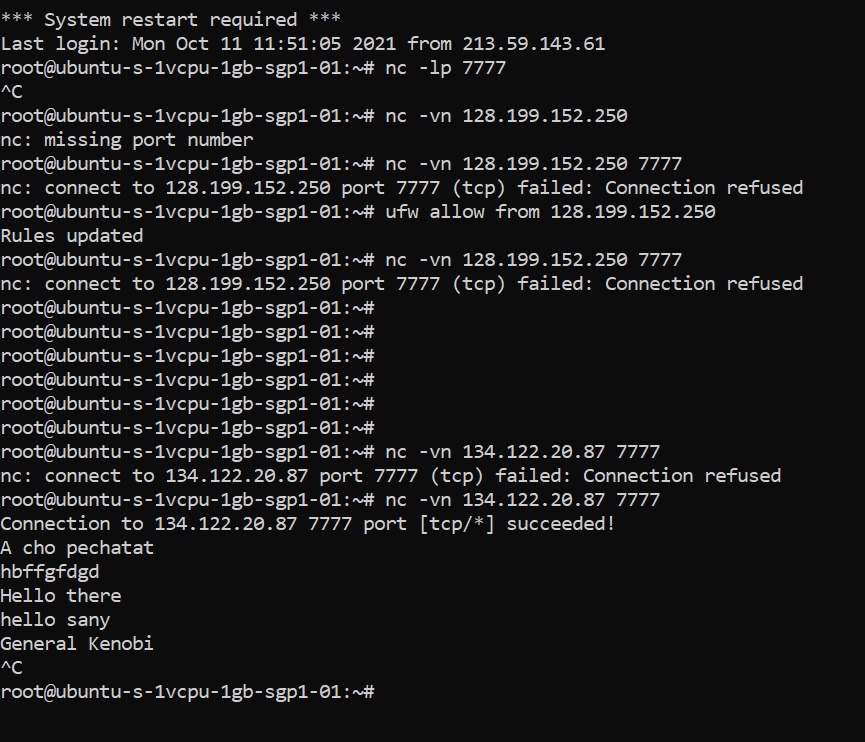 *** System restart required ***
Last login: Mon Oct 11 11:51:05 2021 from 213.59.143.61
root@ubuntu-s-1vcpu-1gb-sgp1-01:~# nc -lp 7777
^C
root@ubuntu-s-1vcpu-1gb-sgp1-01:~# nc -vn 128.199.152.250
nc: missing port number
root@ubuntu-s-1vcpu-1gb-sgp1-01:~# nc -vn 128.199.152.250 7777
nc: connect to 128.199.152.250 port 7777 (tcp) failed: Connection refused
root@ubuntu-s-1vcpu-1gb-sgp1-01:~# ufw allow from 128.199.152.250
Rules updated
root@ubuntu-s-1vcpu-1gb-sgp1-01:~# nc -vn 128.199.152.250 7777
nc: connect to 128.199.152.250 port 7777 (tcp) failed: Connection refused
root@ubuntu-s-1vcpu-1gb-sgp1-01:~#
root@ubuntu-s-1vcpu-1gb-sgp1-01:~#
root@ubuntu-s-1vcpu-1gb-sgp1-01:~#
root@ubuntu-s-1vcpu-1gb-sgp1-01:~#
root@ubuntu-s-1vcpu-1gb-sgp1-01:~#
root@ubuntu-s-1vcpu-1gb-sgp1-01:~#
root@ubuntu-s-1vcpu-1gb-sgp1-01:~# nc -vn 134.122.20.87 7777
nc: connect to 134.122.20.87 port 7777 (tcp) failed: Connection refused
root@ubuntu-s-1vcpu-1gb-sgp1-01:~# nc -vn 134.122.20.87 7777
Connection to 134.122.20.87 7777 port [tcp/*] succeeded!
A cho pechatat
hbffgfdgd
Hello there
hello sany
General Kenobi
^C
root@ubuntu-s-1vcpu-1gb-sgp1-01:~#